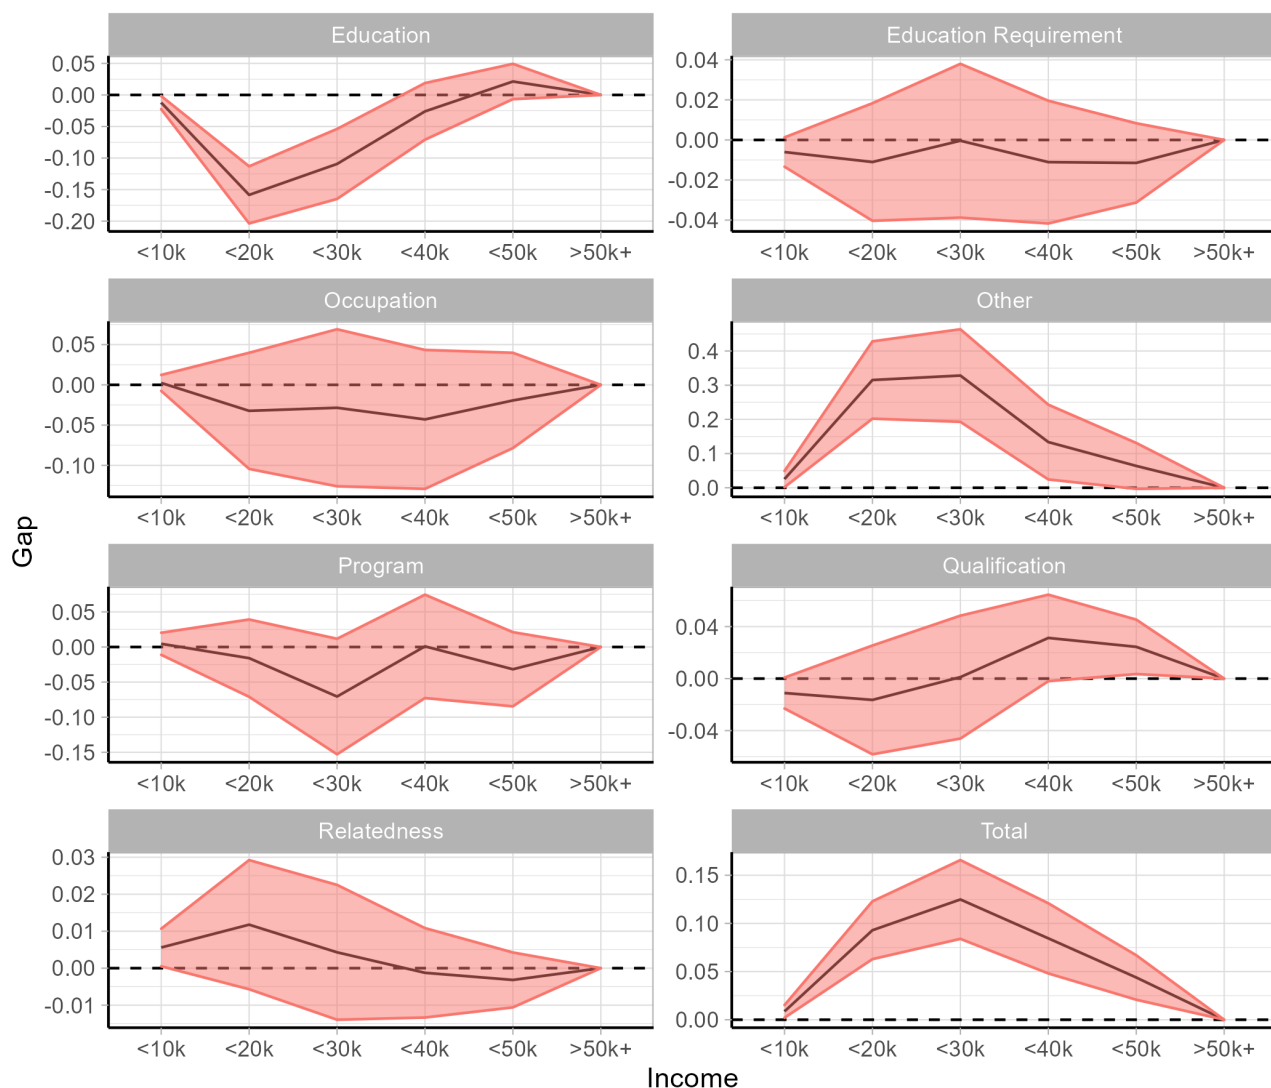 Education
0.05
0.00
-0.05
-0.10
-0.15
-0.20
<10k <20k <30k <40k <50k >50k+
Education Requirement
0.04
0.02
0.00
-0.02
-0.04
<10k <20k <30k <40k <50k >50k+
Occupation
0.05
0.00
-0.05
-0.10
<10k <20k <30k <40k <50k >50k+
Other
0.4
0.3
0.2
0.1
0.0
<10k <20k <30k <40k <50k >50k+
Gap
Program
0.05
0.00
-0.05
-0.10
-0.15
<10k <20k <30k <40k <50k >50k+
Qualification
0.04
0.00
-0.04
<10k <20k <30k <40k <50k >50k+
Relatedness
0.03
0.02
0.01
0.00
-0.01
<10k <20k <30k <40k <50k >50k+
Total
0.15
0.10
0.05
0.00
<10k <20k <30k <40k <50k >50k+
Income